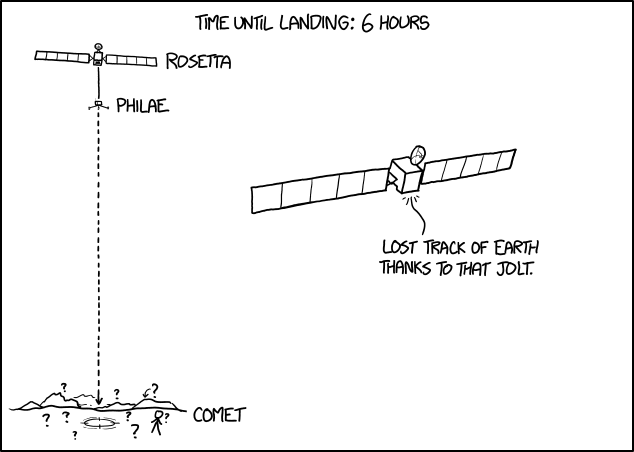 TIME UNTIL LANDING: 6 HOURS
ROSETTA
PHILAE
LOST TRACK OF EARTH
THANKS TO THAT JOLT.
? ? ?
COMET
? ? ? ?
? ?